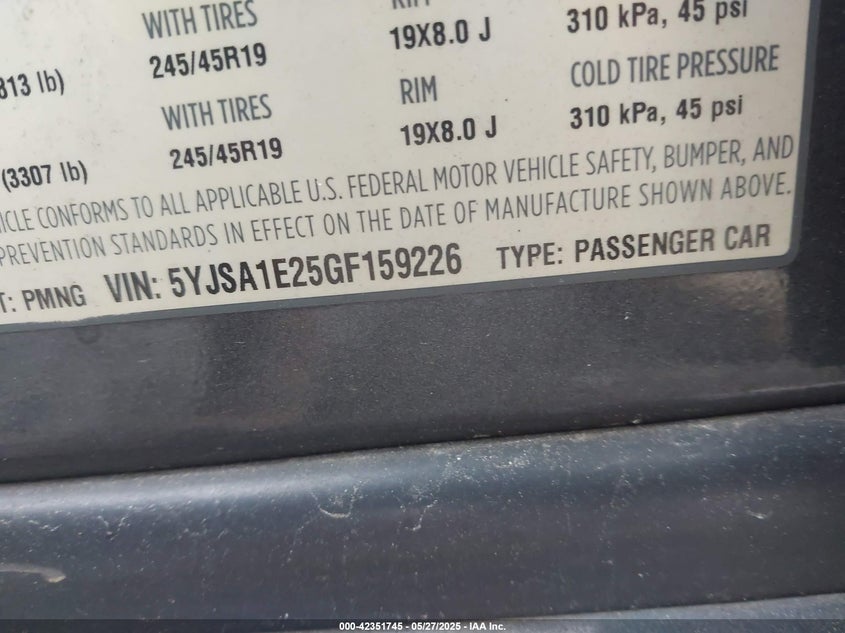 WITH TIRES RIM 310 kPa, 45 psi
813 lb) 245/45R19 19X8.0 J COLD TIRE PRESSURE
WITH TIRES RIM 310 kPa, 45 psi
(3307 lb) 245/45R19 19X8.0 J
CONFORMS TO ALL APPLICABLE U.S. FEDERAL MOTOR VEHICLE SAFETY, BUMPER, AND
PREVENTION STANDARDS IN EFFECT ON THE DATE OF MANUFACTURE SHOWN ABOVE.
T: PMNG VIN: 5YJSA1E25GF159226 TYPE: PASSENGER CAR
000-42351745 - 05/27/2025 - IAA Inc.